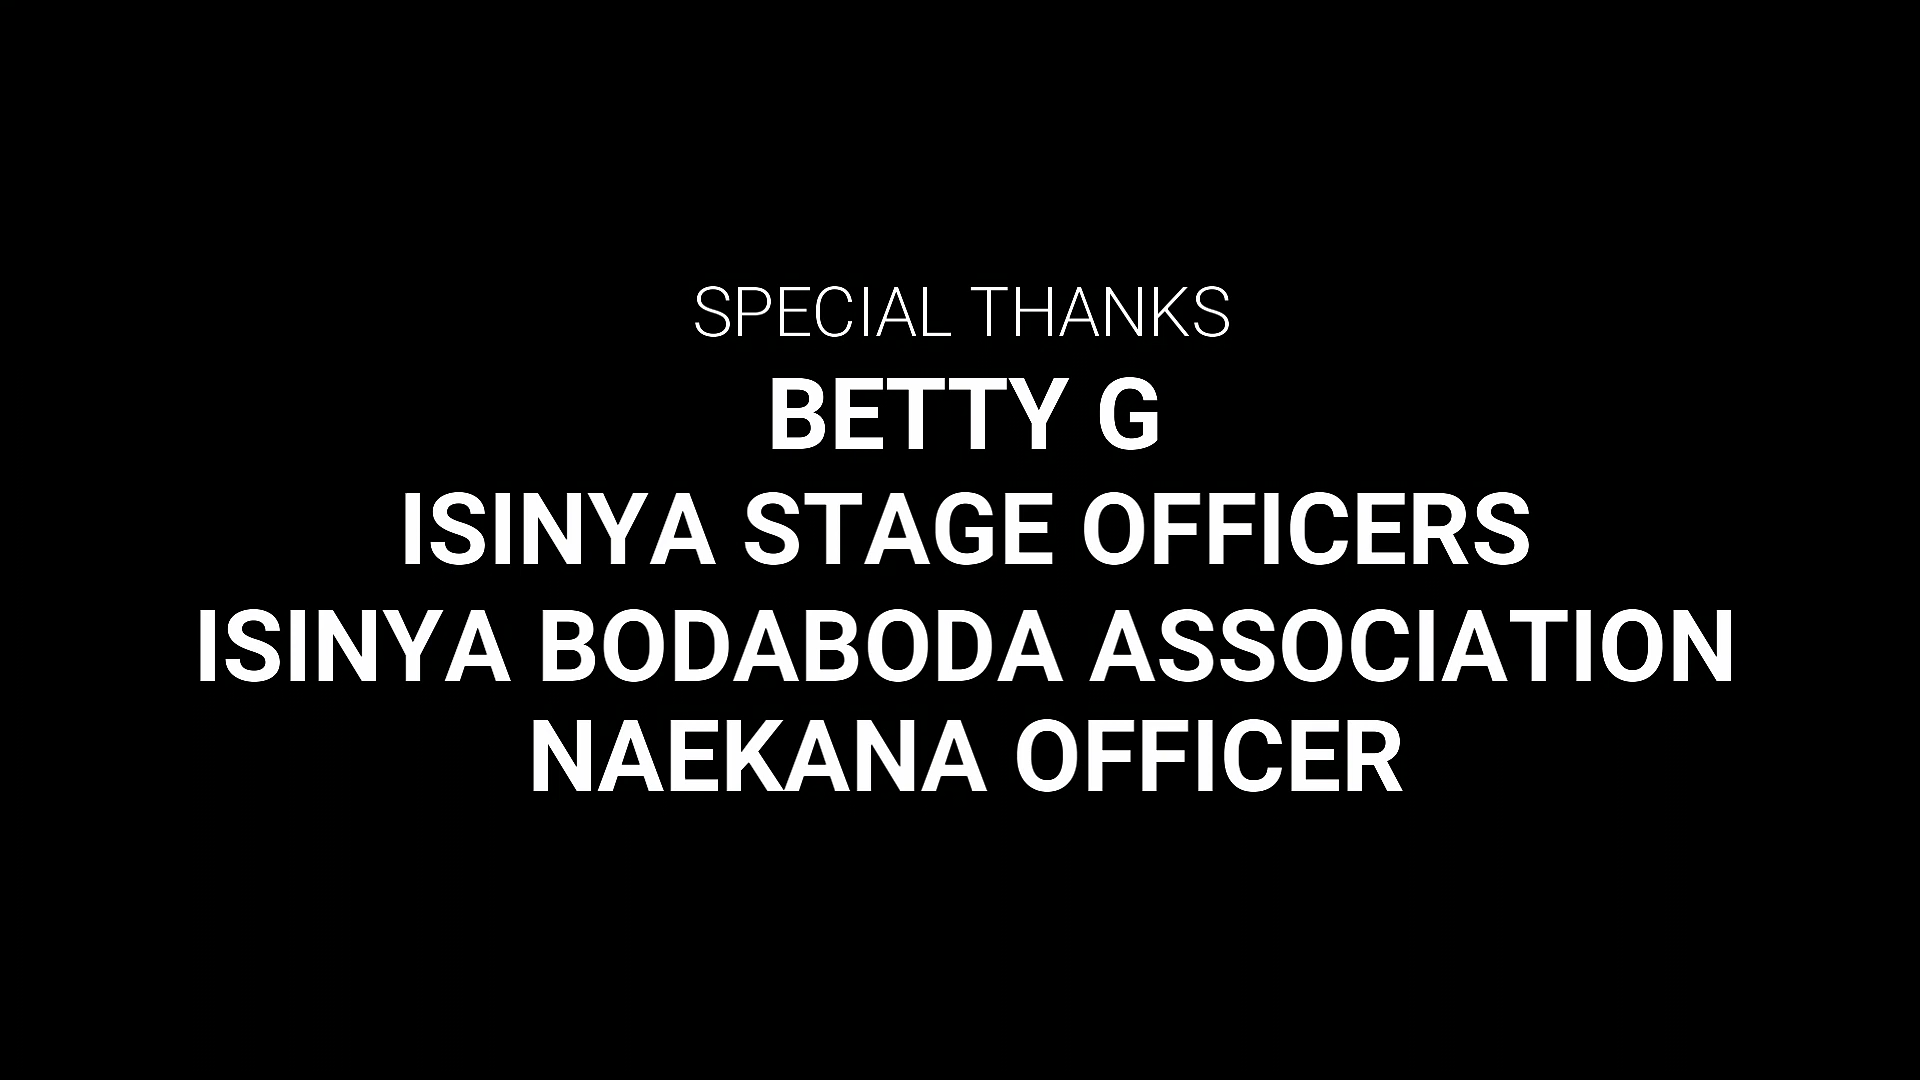 SPECIAL THANKS
BETTY G
ISINYA STAGE OFFICERS
ISINYA BODABODA ASSOCIATION
NAEKANA OFFICER